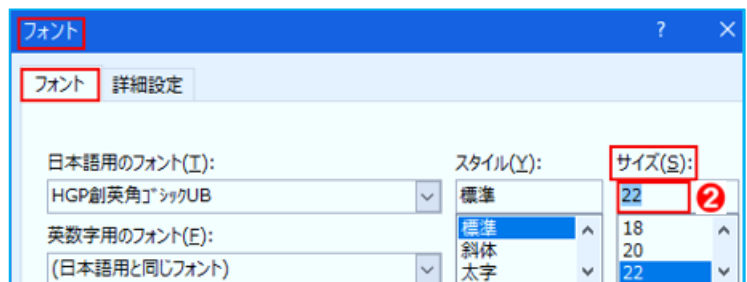 フォント ? ×
フォント 詳細設定
日本語用のフォント(T): スタイル(Y): サイズ(S):
HGP創英角ゴシックUB 標準 22 2
英数字用のフォント(F): 標準 18
斜体 20
(日本語用と同じフォント) 太字 22